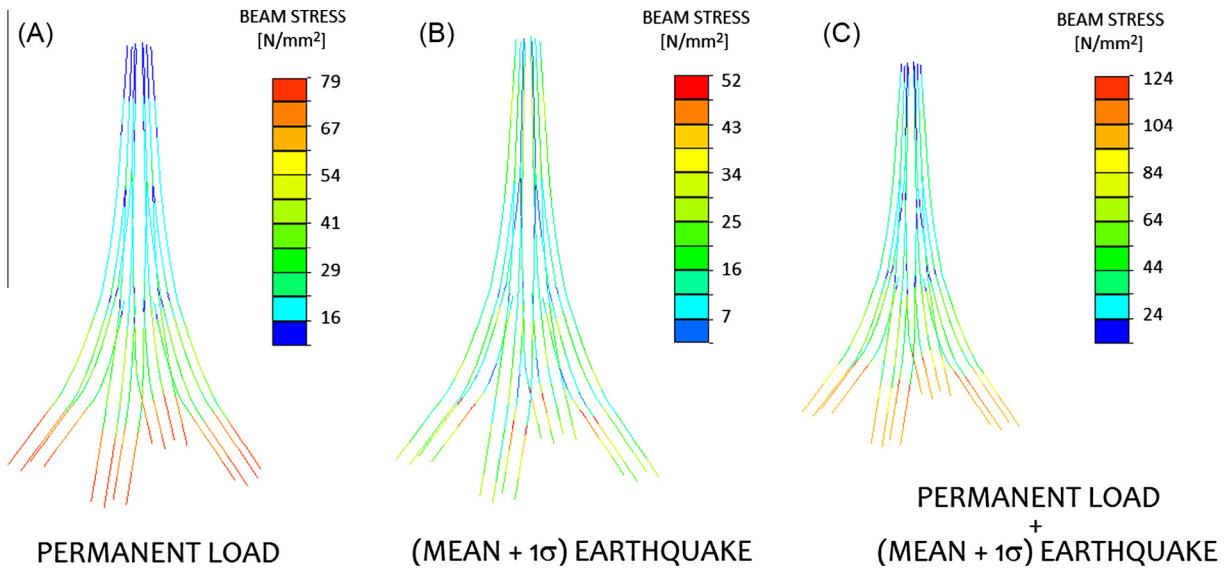 (A)
BEAM STRESS
[N/mm²]
79
67
54
41
29
16
PERMANENT LOAD
(B)
BEAM STRESS
[N/mm²]
52
43
34
25
16
7
(MEAN + 1σ) EARTHQUAKE
(C)
BEAM STRESS
[N/mm²]
124
104
84
64
44
24
PERMANENT LOAD
+
(MEAN + 1σ) EARTHQUAKE